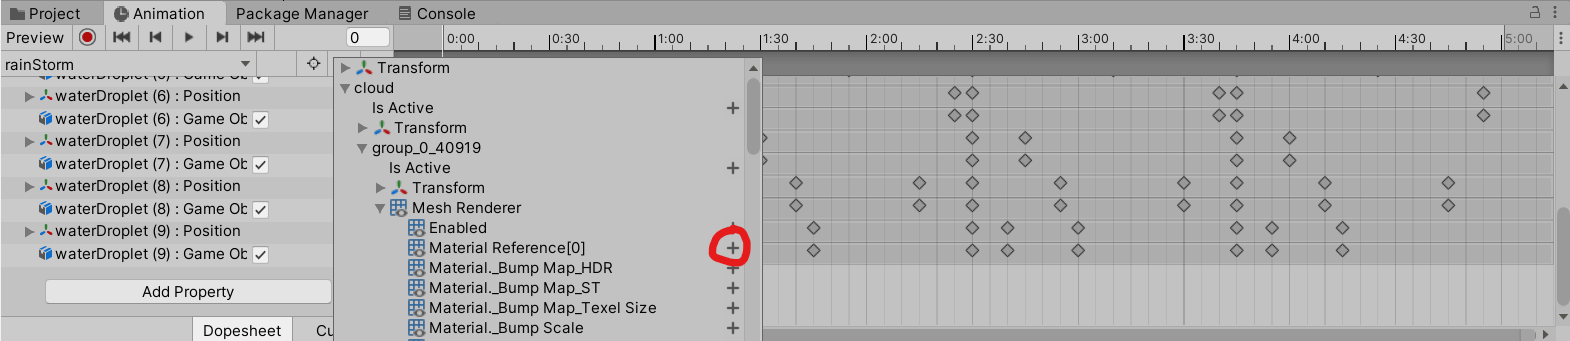 Project Animation Package Manager Console
Preview 0 0:00 0:30 1:00 1:30 2:00 2:30 3:00 3:30 4:00 4:30 5:00
rainStorm
waterDroplet (6) : Position
waterDroplet (6) : Game Ob
waterDroplet (7) : Position
waterDroplet (7) : Game Ob
waterDroplet (8) : Position
waterDroplet (8) : Game Ob
waterDroplet (9) : Position
waterDroplet (9) : Game Ob
Add Property
Dopesheet Cu
Transform
cloud
Is Active
Transform
group_0_40919
Is Active
Transform
Mesh Renderer
Enabled
Material Reference[0]
Material._Bump Map_HDR
Material._Bump Map_ST
Material._Bump Map_Texel Size
Material._Bump Scale